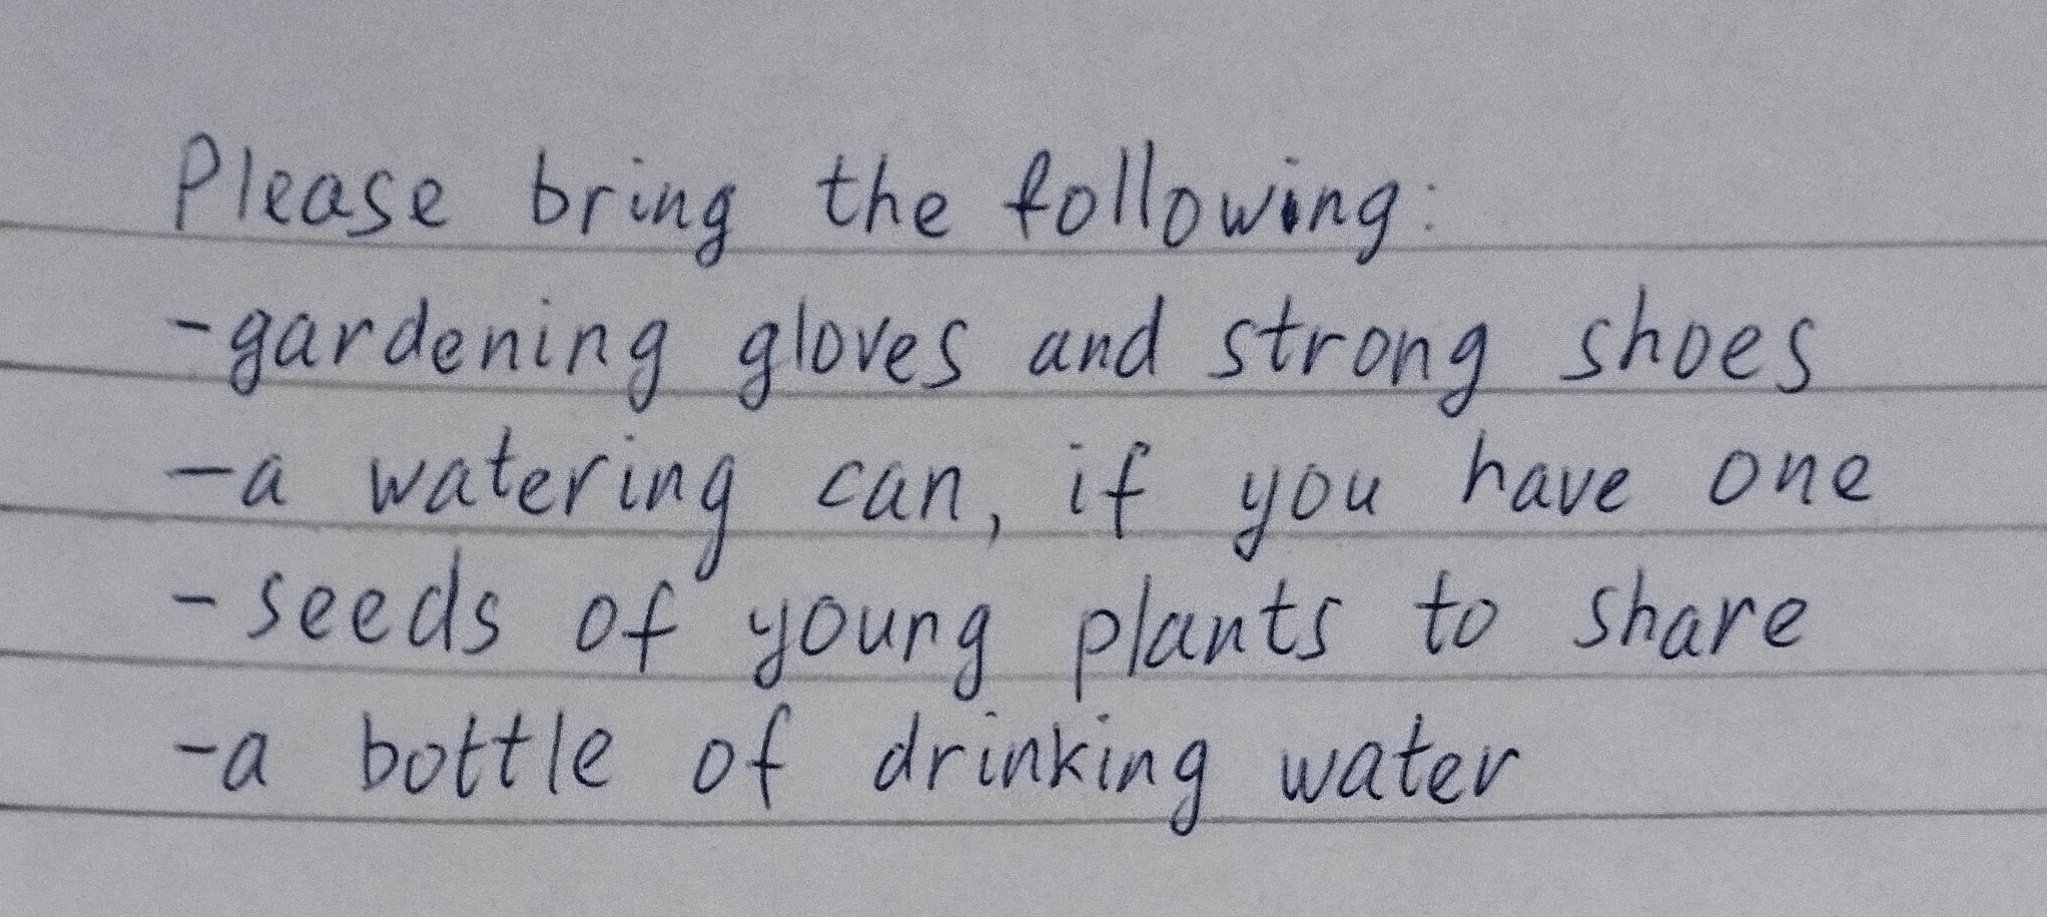 Please bring the following:
-gardening gloves and strong shoes
-a watering can, if you have one
-seeds of young plants to share
-a bottle of drinking water